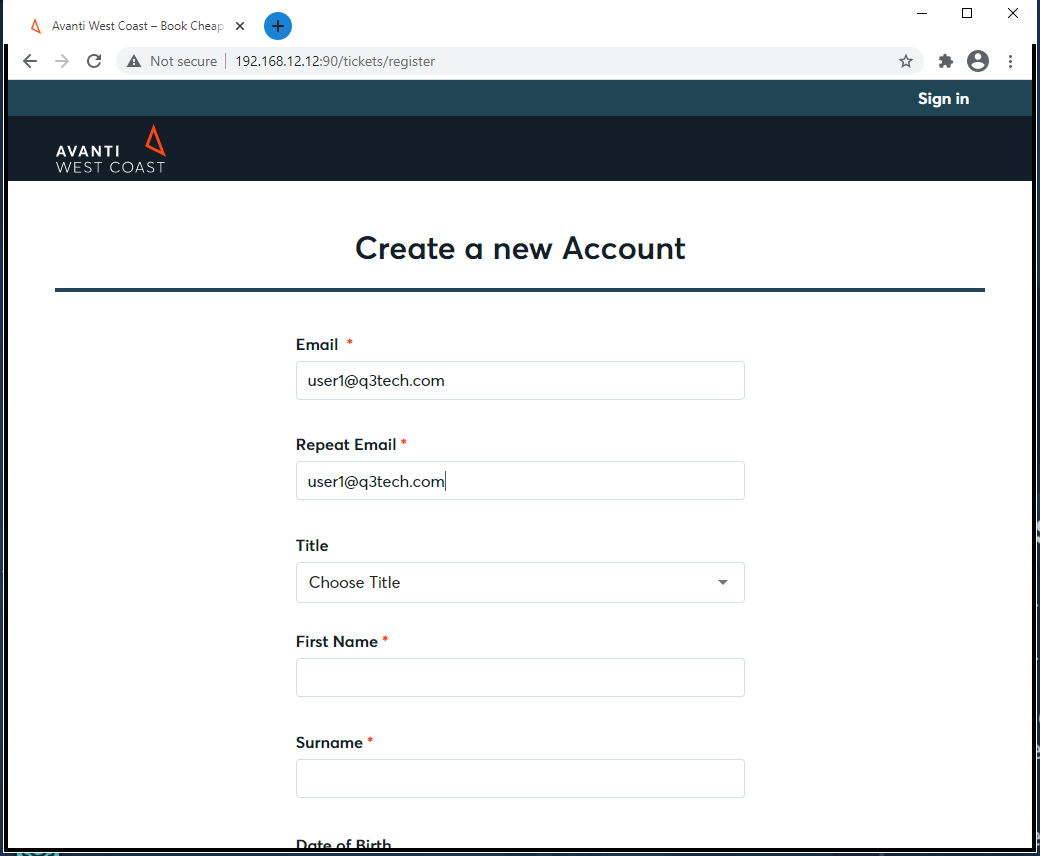 Avanti West Coast – Book Cheap
Not secure
192.168.12.12:90/tickets/register
Sign in
AVANTI
WEST COAST
Create a new Account
Email *
user1@q3tech.com
Repeat Email *
user1@q3tech.com
Title
Choose Title
First Name *
Surname *
Date of Birth